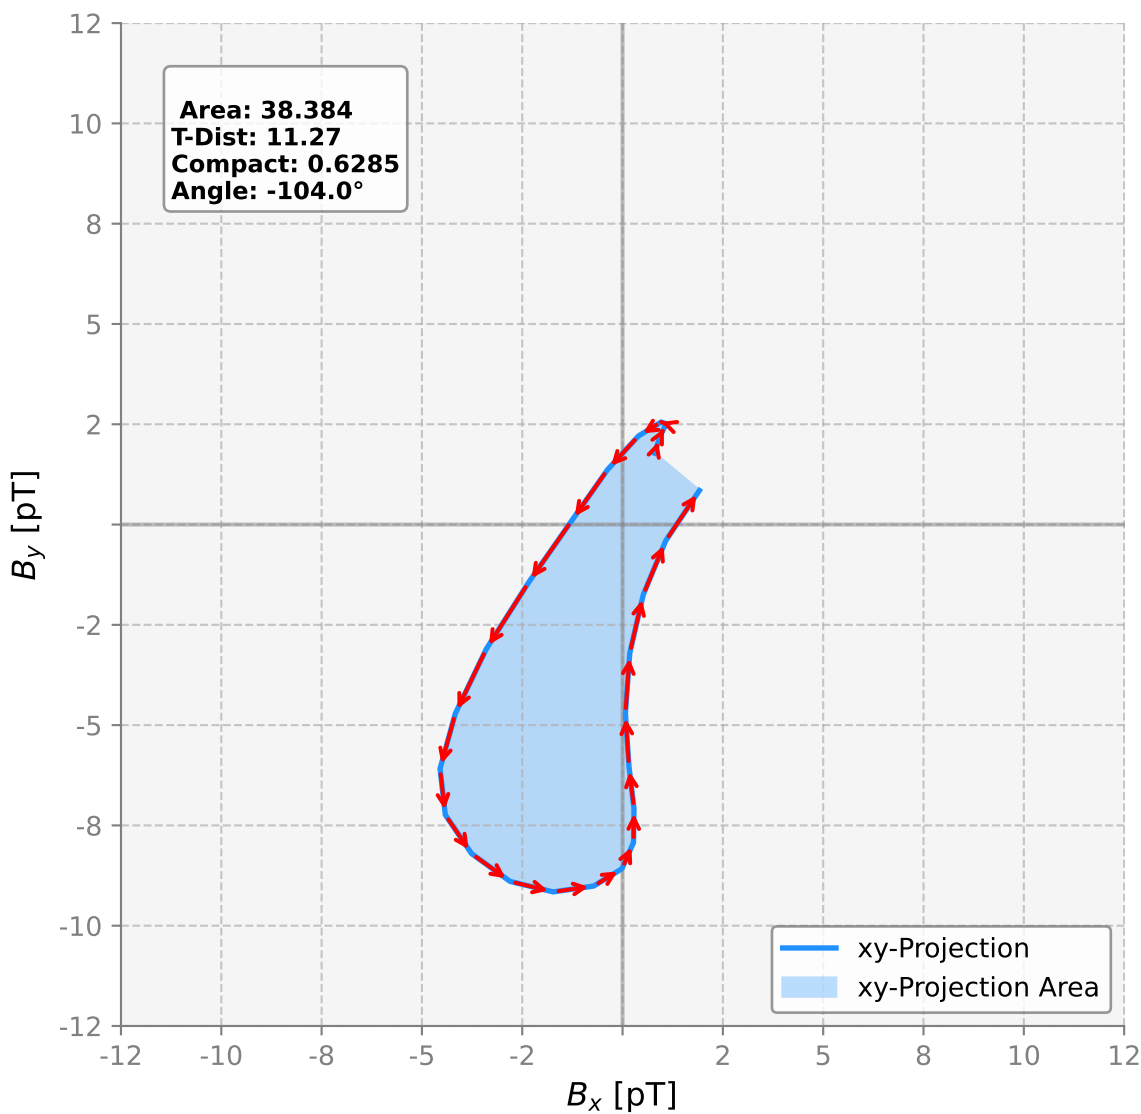 12
10
8
5
2
-2
-5
-8
-10
-12
Area: 38.384
T-Dist: 11.27
Compact: 0.6285
Angle: -104.0°
B_y [pT]
xy-Projection
xy-Projection Area
-12 -10 -8 -5 -2 2 5 8 10 12
B_x [pT]